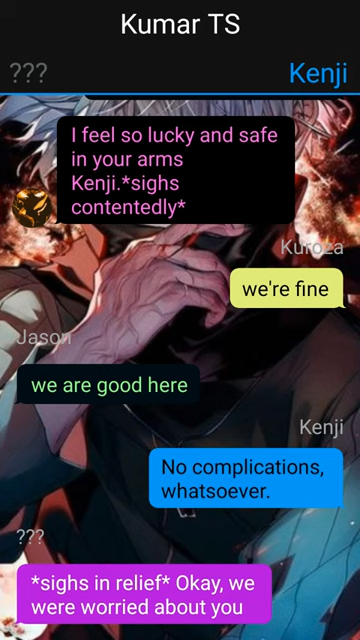 Kumar TS
??? Kenji
I feel so lucky and safe
in your arms
Kenji.*sighs
contentedly*
Kuroza
we're fine
Jason
we are good here
Kenji
No complications,
whatsoever.
???
*sighs in relief* Okay, we
were worried about you